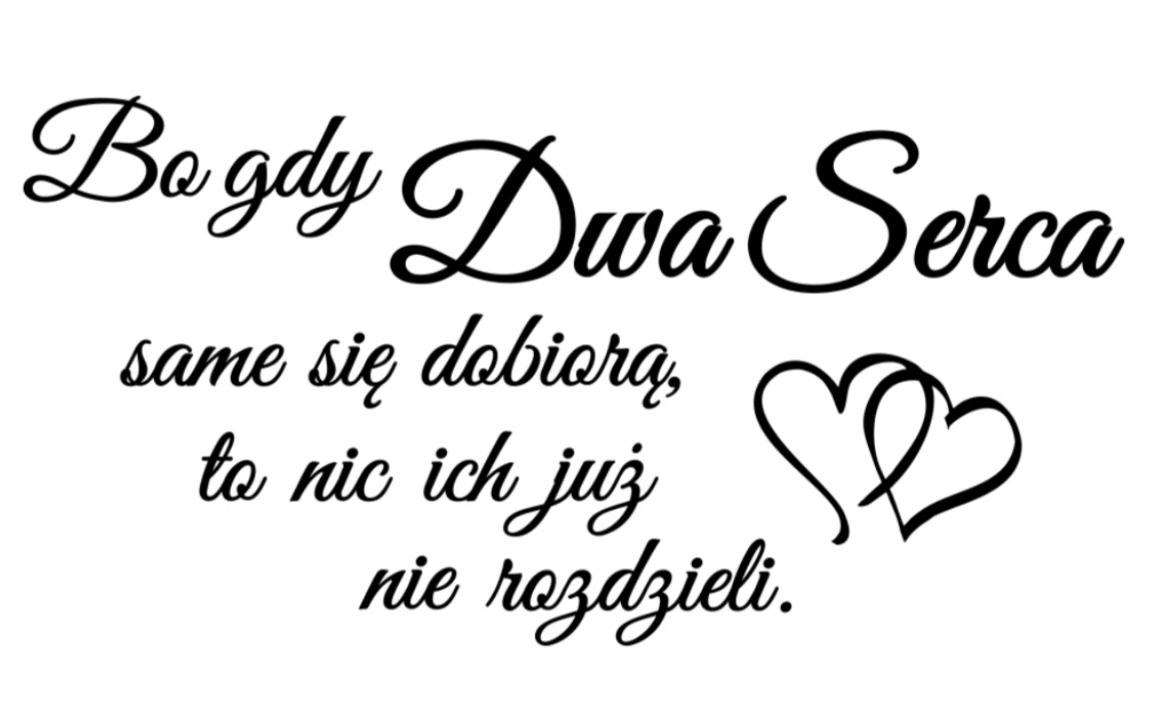 Bo gdy Dwa Serca
same się dobiorą,
to nic ich już
nie rozdzieli.